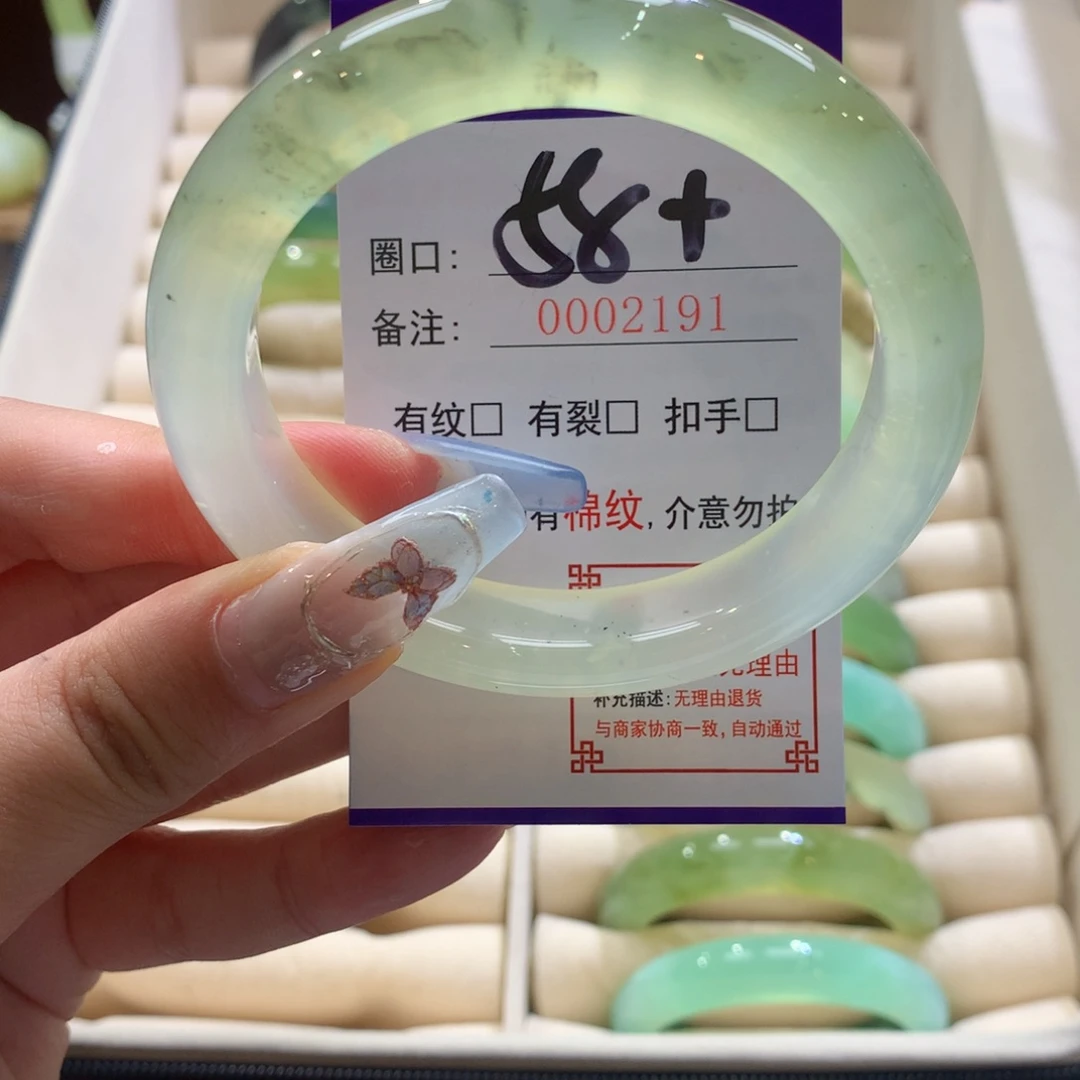 圈口: 58+
备注: 0002191
有纹□ 有裂□ 扣手□
有棉纹,介意勿拍
无理由
补充描述:无理由退货
与商家协商一致,自动通过